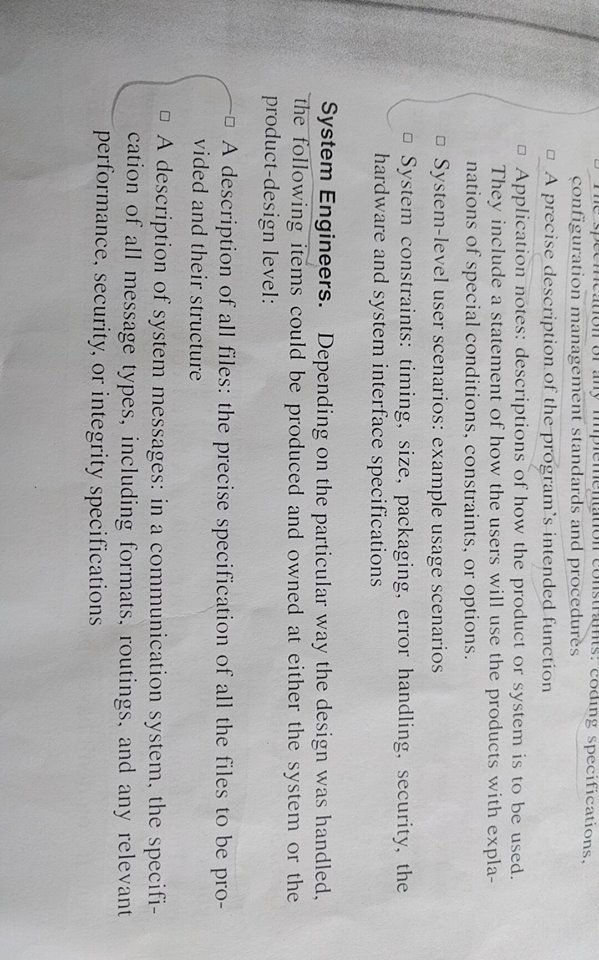 □ The specification of any implementation constraints: coding specifications,
configuration management standards and procedures
□ A precise description of the program's intended function
□ Application notes: descriptions of how the product or system is to be used.
They include a statement of how the users will use the products with expla-
nations of special conditions, constraints, or options.
□ System-level user scenarios: example usage scenarios
□ System constraints: timing, size, packaging, error handling, security, the
hardware and system interface specifications
System Engineers. Depending on the particular way the design was handled,
the following items could be produced and owned at either the system or the
product-design level:
□ A description of all files: the precise specification of all the files to be pro-
vided and their structure
□ A description of system messages: in a communication system, the specifi-
cation of all message types, including formats, routings, and any relevant
performance, security, or integrity specifications